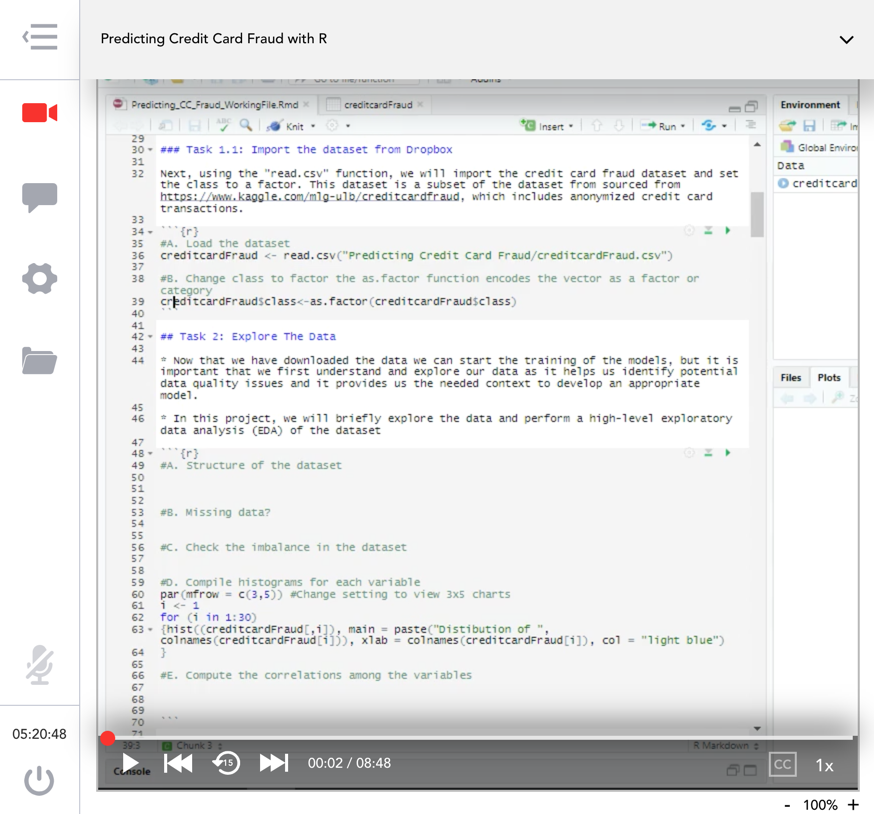 Predicting Credit Card Fraud with R
Addins
Predicting_CC_Fraud_WorkingFile.Rmd
creditcardFraud
Environment
ABC
Knit
Insert
Run
Global Enviro
Data
creditcard
29
30 ### Task 1.1: Import the dataset from Dropbox
31
32 Next, using the "read.csv" function, we will import the credit card fraud dataset and set
the class to a factor. This dataset is a subset of the dataset from sourced from
https://www.kaggle.com/mlg-ulb/creditcardfraud, which includes anonymized credit card
transactions.
33
34 ```{r}
35 #A. Load the dataset
36 creditcardFraud <- read.csv("Predicting Credit Card Fraud/creditcardFraud.csv")
37
38 #B. Change class to factor the as.factor function encodes the vector as a factor or
category
39 creditcardFraud$class<-as.factor(creditcardFraud$class)
40 ```
41
42 ## Task 2: Explore The Data
43
44 * Now that we have downloaded the data we can start the training of the models, but it is
important that we first understand and explore our data as it helps us identify potential
data quality issues and it provides us the needed context to develop an appropriate
model.
45
46 * In this project, we will briefly explore the data and perform a high-level exploratory
data analysis (EDA) of the dataset
47
48 ```{r}
49 #A. Structure of the dataset
50
51
52
53 #B. Missing data?
54
55
56 #C. Check the imbalance in the dataset
57
58
59 #D. Compile histograms for each variable
60 par(mfrow = c(3,5)) #Change setting to view 3x5 charts
61 i <- 1
62 for (i in 1:30)
63 {hist((creditcardFraud[,i]), main = paste("Distibution of ",
colnames(creditcardFraud[i])), xlab = colnames(creditcardFraud[i]), col = "light blue")
64 }
65
66 #E. Compute the correlations among the variables
67
68
69
70 ```
71
Files Plots
39:3 Chunk 3 R Markdown
Console
15
00:02 / 08:48
CC
1x
05:20:48
- 100% +